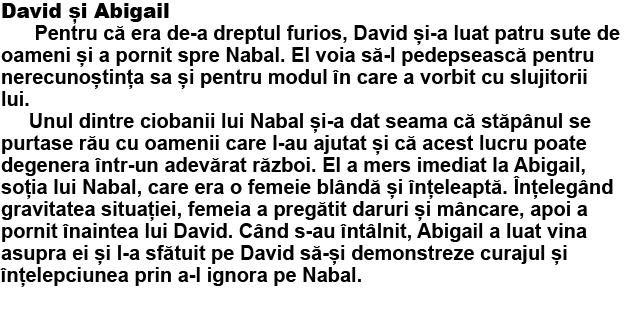 David și Abigail
Pentru că era de-a dreptul furios, David și-a luat patru sute de
oameni și a pornit spre Nabal. El voia să-l pedepsească pentru
nerecunoștința sa și pentru modul în care a vorbit cu slujitorii
lui.
Unul dintre ciobanii lui Nabal și-a dat seama că stăpânul se
purtase rău cu oamenii care l-au ajutat și că acest lucru poate
degenera într-un adevărat război. El a mers imediat la Abigail,
soția lui Nabal, care era o femeie blândă și înțeleaptă. Înțelegând
gravitatea situației, femeia a pregătit daruri și mâncare, apoi a
pornit înaintea lui David. Când s-au întâlnit, Abigail a luat vina
asupra ei și l-a sfătuit pe David să-și demonstreze curajul și
înțelepciunea prin a-l ignora pe Nabal.